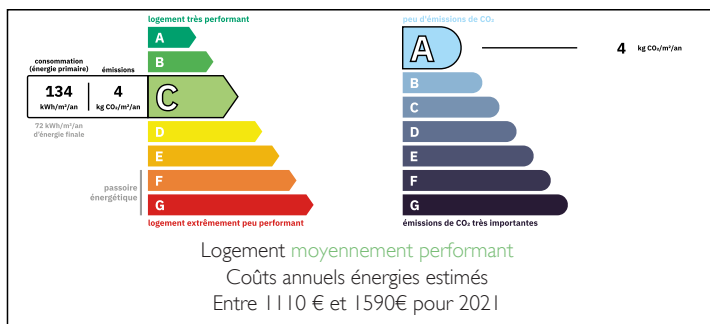 logement très performant
A
B
consommation
(énergie primaire)
émissions
134
kWh/m²/an
4
kg CO₂/m²/an
C
72 kWh/m²/an
d'énergie finale
D
E
passoire
énergétique
F
G
logement extrêmement peu performant
peu d'émissions de CO₂
A
4 kg CO₂/m²/an
B
C
D
E
F
G
émissions de CO₂ très importantes
Logement moyennement performant
Coûts annuels énergies estimés
Entre 1110 € et 1590€ pour 2021